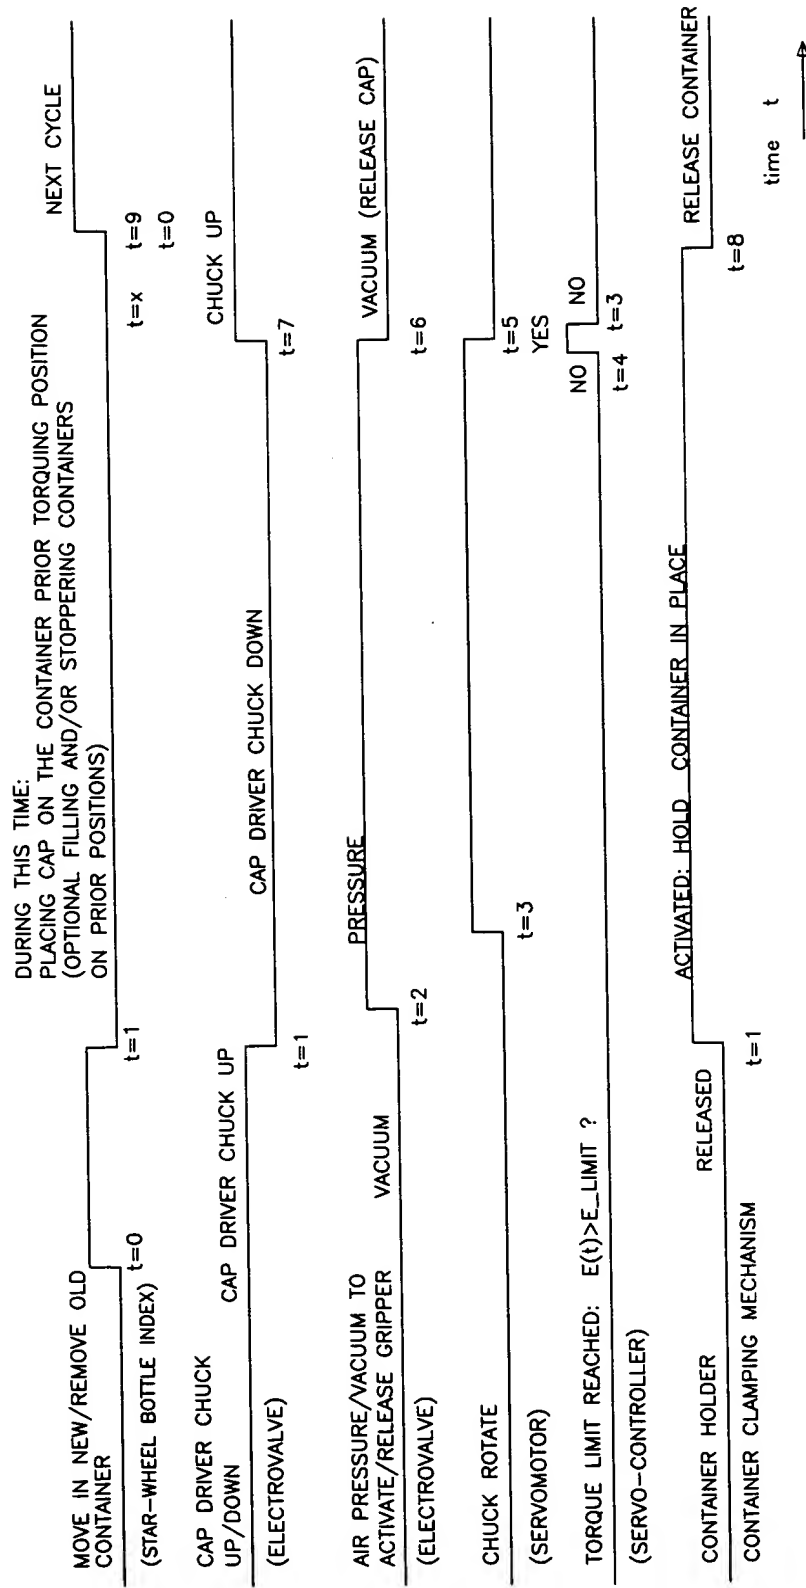 DURING THIS TIME:
PLACING CAP ON THE CONTAINER PRIOR TORQUING POSITION
(OPTIONAL FILLING AND/OR STOPPERING CONTAINERS
ON PRIOR POSITIONS)
MOVE IN NEW/REMOVE OLD
CONTAINER
(STAR-WHEEL BOTTLE INDEX)
t=0
t=1
t=x
t=9
t=0
NEXT CYCLE
CAP DRIVER CHUCK
UP/DOWN
(ELECTROVALVE)
CAP DRIVER CHUCK UP
t=1
CAP DRIVER CHUCK DOWN
t=7
CHUCK UP
AIR PRESSURE/VACUUM TO
ACTIVATE/RELEASE GRIPPER
(ELECTROVALVE)
VACUUM
t=2
PRESSURE
t=6
VACUUM (RELEASE CAP)
CHUCK ROTATE
(SERVOMOTOR)
t=3
t=5
TORQUE LIMIT REACHED: E(t)>E_LIMIT ?
(SERVO-CONTROLLER)
NO
YES
NO
t=4
t=3
CONTAINER HOLDER
CONTAINER CLAMPING MECHANISM
RELEASED
t=1
ACTIVATED: HOLD CONTAINER IN PLACE
t=8
RELEASE CONTAINER
time t